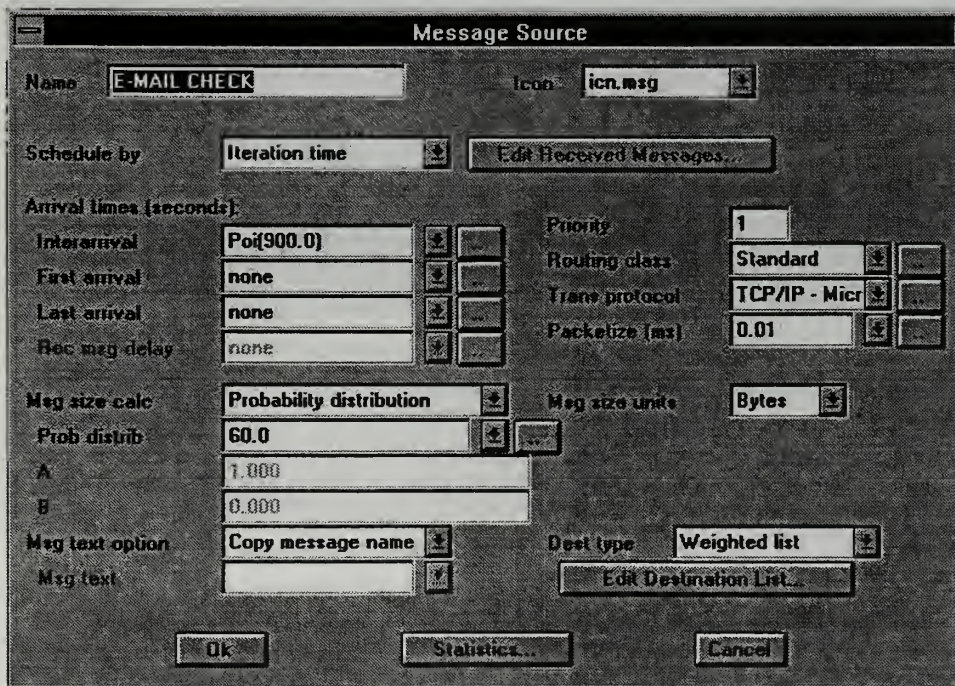 Message Source
Name E-MAIL CHECK Icon icn.msg
Schedule by Iteration time Edit Received Messages...
Arrival times (seconds):
Interarrival Poi(900.0) Priority 1
First arrival none Routing class Standard
Last arrival none Trans protocol TCP/IP - Micr
Rec msg delay none Packetize (ms) 0.01
Msg size calc Probability distribution Msg size units Bytes
Prob distrib 60.0
A 1.000
B 0.000
Msg text option Copy message name Dest type Weighted list
Msg text Edit Destination List...
Ok Statistics... Cancel